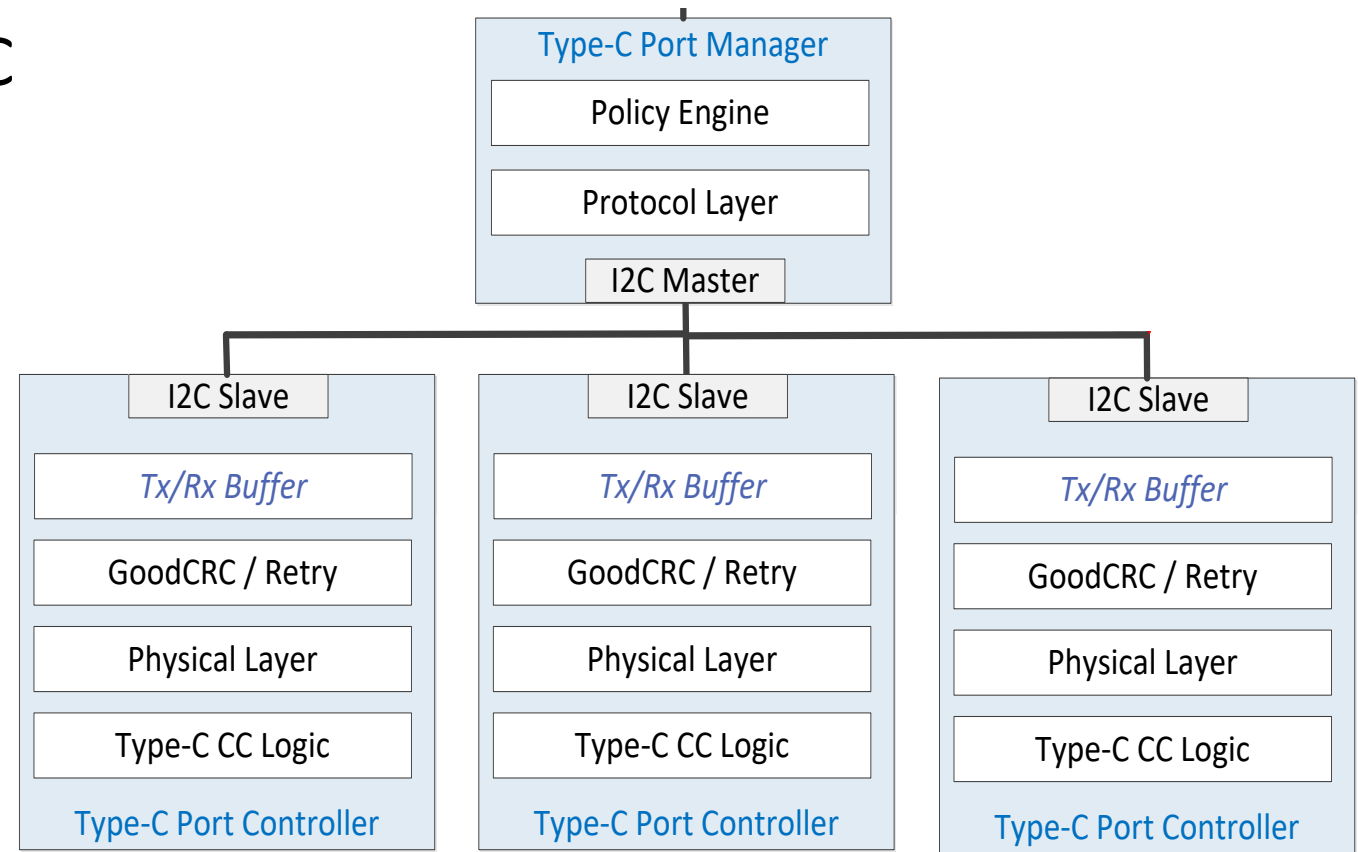 C
Type-C Port Manager
Policy Engine
Protocol Layer
I2C Master
I2C Slave
Tx/Rx Buffer
GoodCRC / Retry
Physical Layer
Type-C CC Logic
Type-C Port Controller
I2C Slave
Tx/Rx Buffer
GoodCRC / Retry
Physical Layer
Type-C CC Logic
Type-C Port Controller
I2C Slave
Tx/Rx Buffer
GoodCRC / Retry
Physical Layer
Type-C CC Logic
Type-C Port Controller